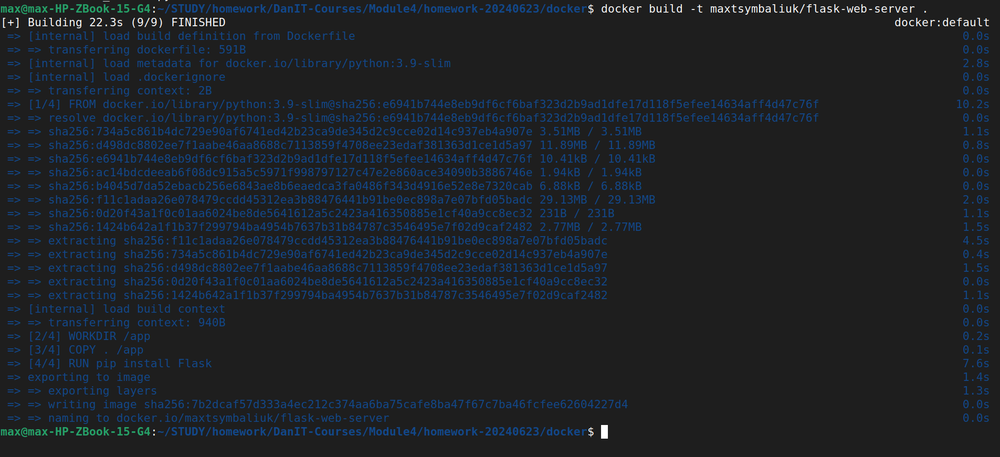 max@max-HP-ZBook-15-G4:~/STUDY/homework/DanIT-Courses/Module4/homework-20240623/docker$ docker build -t maxtsymbaliuk/flask-web-server .
[+] Building 22.3s (9/9) FINISHED docker:default
=> [internal] load build definition from Dockerfile 0.0s
=> => transferring dockerfile: 591B 0.0s
=> [internal] load metadata for docker.io/library/python:3.9-slim 2.8s
=> [internal] load .dockerignore 0.0s
=> => transferring context: 2B 0.0s
=> [1/4] FROM docker.io/library/python:3.9-slim@sha256:e6941b744e8eb9df6cf6baf323d2b9ad1dfe17d118f5efee14634aff4d47c76f 10.2s
=> => resolve docker.io/library/python:3.9-slim@sha256:e6941b744e8eb9df6cf6baf323d2b9ad1dfe17d118f5efee14634aff4d47c76f 0.0s
=> => sha256:734a5c861b4dc729e90af6741ed42b23ca9de345d2c9cce02d14c937eb4a907e 3.51MB / 3.51MB 1.1s
=> => sha256:d498dc8802ee7f1aabe46aa8688c7113859f4708ee23edaf381363d1ce1d5a97 11.89MB / 11.89MB 0.8s
=> => sha256:e6941b744e8eb9df6cf6baf323d2b9ad1dfe17d118f5efee14634aff4d47c76f 10.41kB / 10.41kB 0.0s
=> => sha256:ac14bdcdeeab6f08dc915a5c5971f998797127c47e2e860ace34090b3886746e 1.94kB / 1.94kB 0.0s
=> => sha256:b4045d7da52ebacb256e6843ae8b6eaedca3fa0486f343d4916e52e8e7320cab 6.88kB / 6.88kB 0.0s
=> => sha256:f11c1adaa26e078479ccdd45312ea3b88476441b91be0ec898a7e07bfd05badc 29.13MB / 29.13MB 2.0s
=> => sha256:0d20f43a1f0c01aa6024be8de5641612a5c2423a416350885e1cf40a9cc8ec32 231B / 231B 1.1s
=> => sha256:1424b642a1f1b37f299794ba4954b7637b31b84787c3546495e7f02d9caf2482 2.77MB / 2.77MB 1.5s
=> => extracting sha256:f11c1adaa26e078479ccdd45312ea3b88476441b91be0ec898a7e07bfd05badc 4.5s
=> => extracting sha256:734a5c861b4dc729e90af6741ed42b23ca9de345d2c9cce02d14c937eb4a907e 0.4s
=> => extracting sha256:d498dc8802ee7f1aabe46aa8688c7113859f4708ee23edaf381363d1ce1d5a97 1.5s
=> => extracting sha256:0d20f43a1f0c01aa6024be8de5641612a5c2423a416350885e1cf40a9cc8ec32 0.0s
=> => extracting sha256:1424b642a1f1b37f299794ba4954b7637b31b84787c3546495e7f02d9caf2482 1.1s
=> [internal] load build context 0.0s
=> => transferring context: 940B 0.0s
=> [2/4] WORKDIR /app 0.2s
=> [3/4] COPY . /app 0.1s
=> [4/4] RUN pip install Flask 7.6s
=> exporting to image 1.4s
=> => exporting layers 1.3s
=> => writing image sha256:7b2dcaf57d333a4ec212c374aa6ba75cafe8ba47f67c7ba46fcfee62604227d4 0.0s
=> => naming to docker.io/maxtsymbaliuk/flask-web-server 0.0s
max@max-HP-ZBook-15-G4:~/STUDY/homework/DanIT-Courses/Module4/homework-20240623/docker$